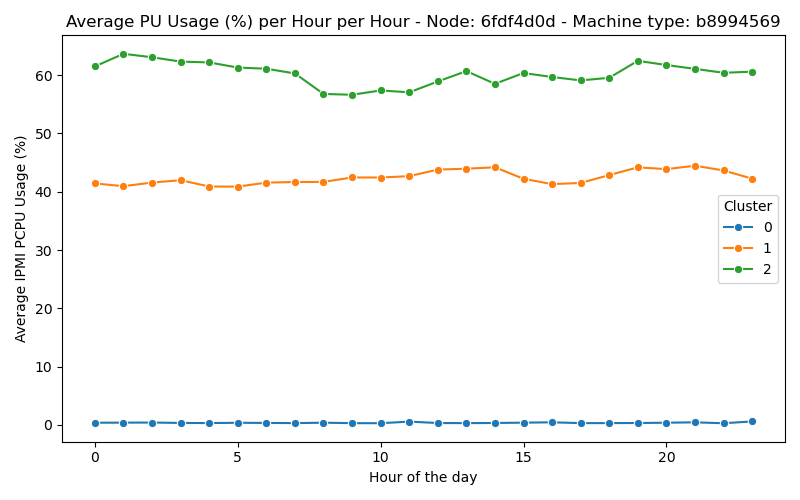 Average PU Usage (%) per Hour per Hour - Node: 6fdf4d0d - Machine type: b8994569
Average IPMI PCPU Usage (%)
60
50
40
30
20
10
0
Cluster
0
1
2
0 5 10 15 20
Hour of the day